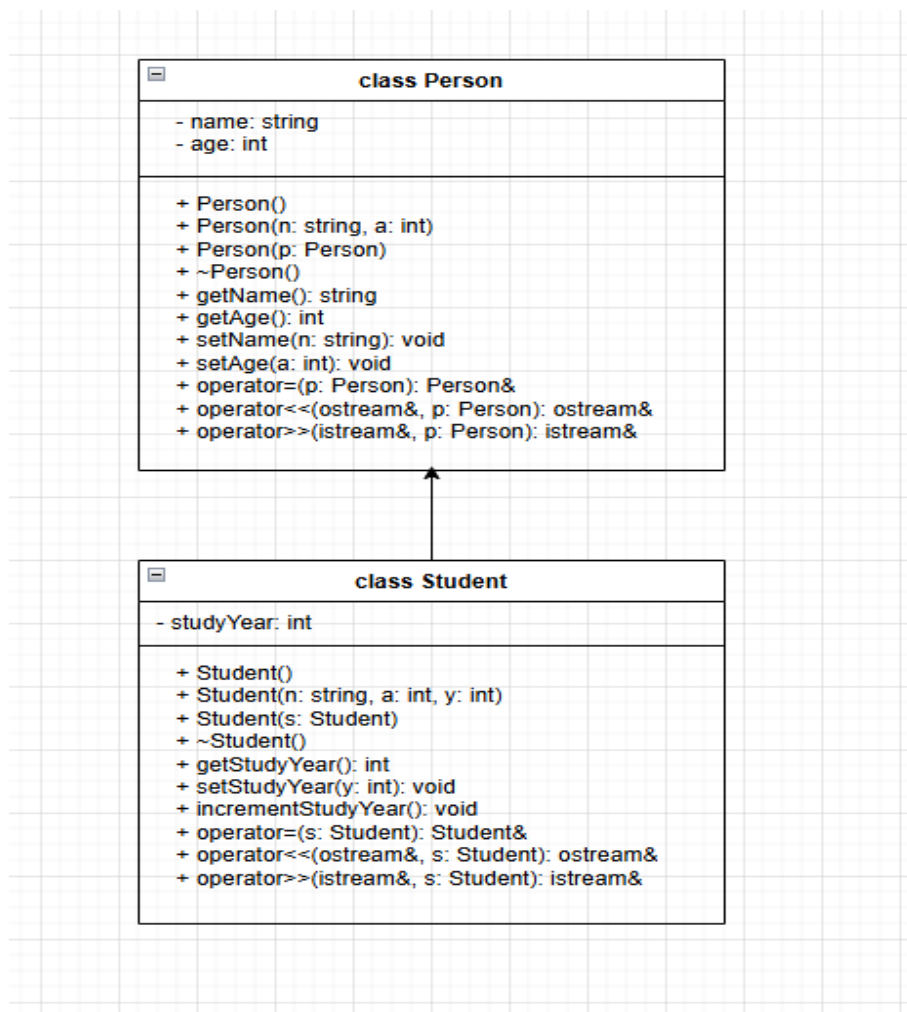 class Person
- name: string
- age: int
+ Person()
+ Person(n: string, a: int)
+ Person(p: Person)
+ ~Person()
+ getName(): string
+ getAge(): int
+ setName(n: string): void
+ setAge(a: int): void
+ operator=(p: Person): Person&
+ operator<<(ostream&, p: Person): ostream&
+ operator>>(istream&, p: Person): istream&
class Student
- studyYear: int
+ Student()
+ Student(n: string, a: int, y: int)
+ Student(s: Student)
+ ~Student()
+ getStudyYear(): int
+ setStudyYear(y: int): void
+ incrementStudyYear(): void
+ operator=(s: Student): Student&
+ operator<<(ostream&, s: Student): ostream&
+ operator>>(istream&, s: Student): istream&